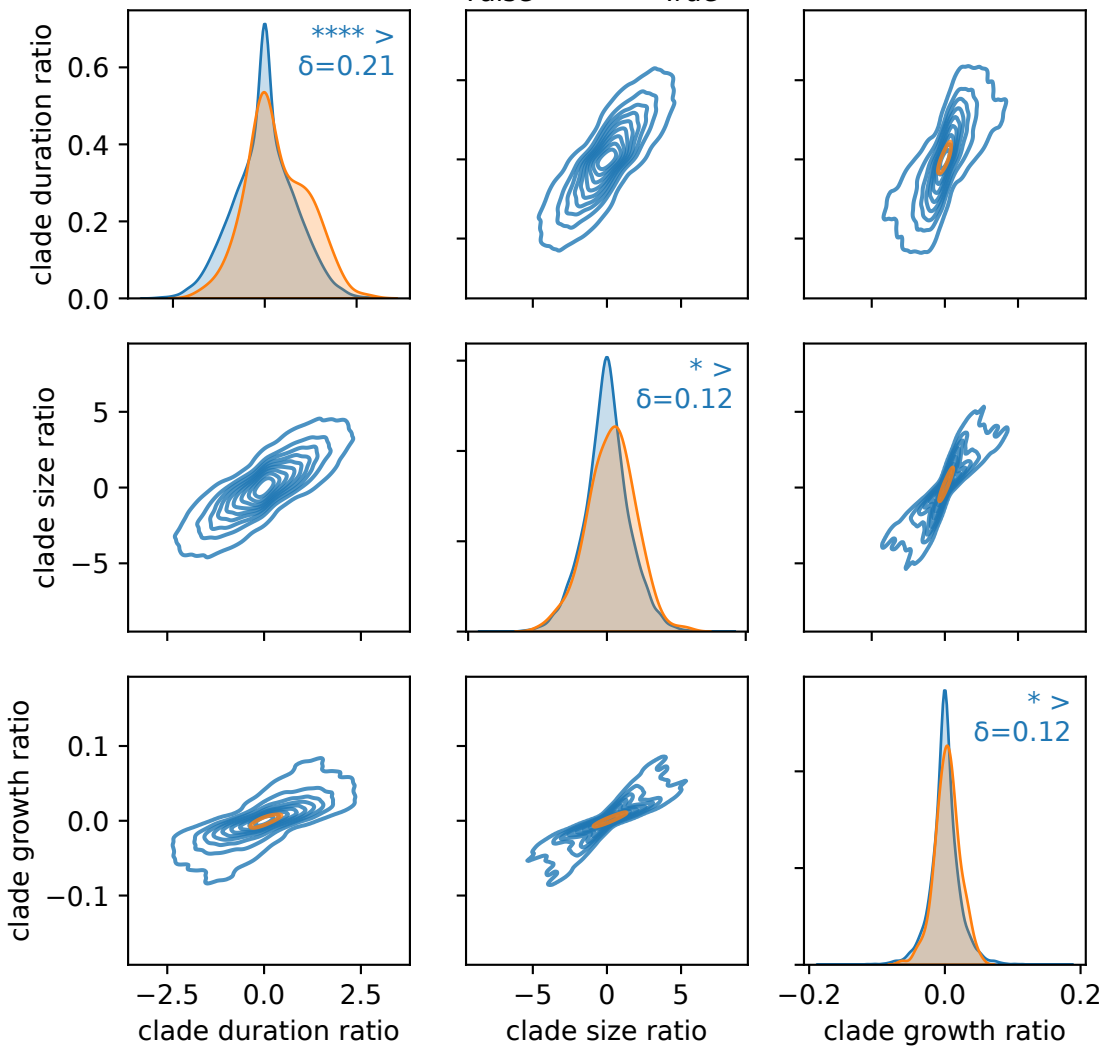 False True
clade duration ratio
0.6
0.4
0.2
0.0
**** >
δ=0.21
clade size ratio
5
0
−5
* >
δ=0.12
clade growth ratio
0.1
0.0
−0.1
* >
δ=0.12
−2.5 0.0 2.5
−5 0 5
−0.2 0.0 0.2
clade duration ratio
clade size ratio
clade growth ratio